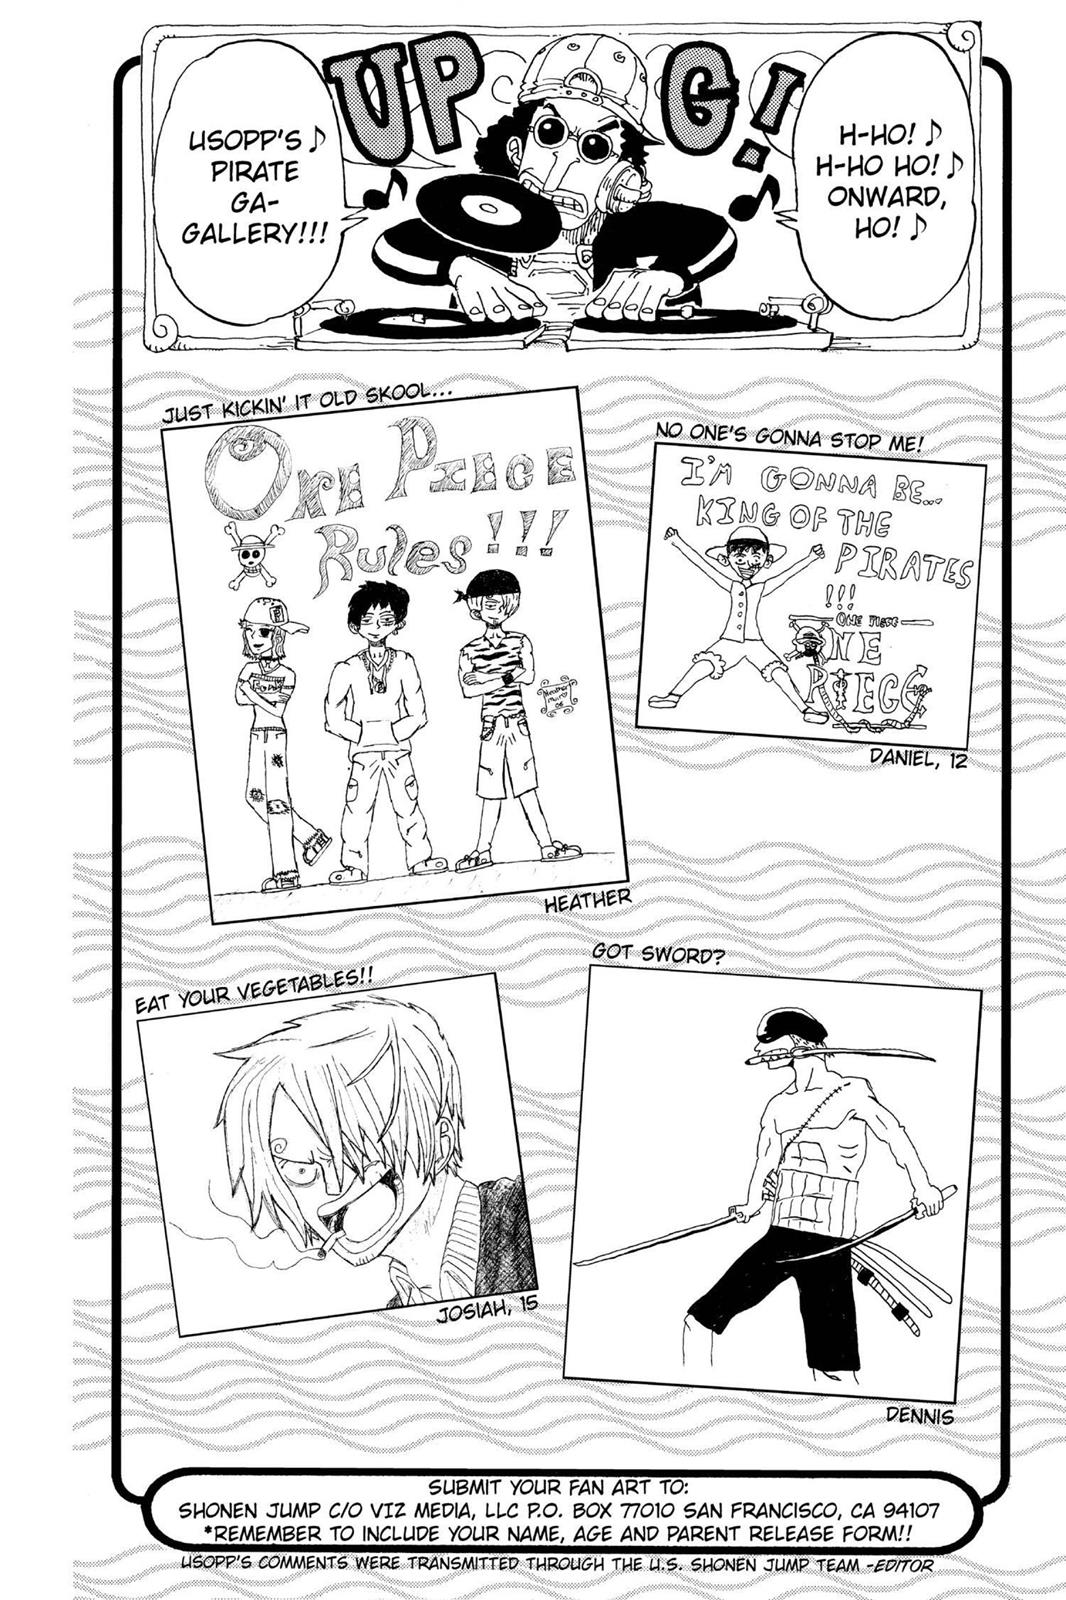 UP G!
USOPP'S♪
PIRATE
GA-
GALLERY!!!
H-HO!♪
H-HO HO!♪
ONWARD,
HO!♪
JUST KICKIN' IT OLD SKOOL...
ONE PIECE
RULES!!!
HEATHER
NO ONE'S GONNA STOP ME!
I'M GONNA BE...
KING OF THE
PIRATES
!!!
ONE PIECE
ONE
PIECE
DANIEL, 12
EAT YOUR VEGETABLES!!
JOSIAH, 15
GOT SWORD?
DENNIS
SUBMIT YOUR FAN ART TO:
SHONEN JUMP C/O VIZ MEDIA, LLC P.O. BOX 77010 SAN FRANCISCO, CA 94107
*REMEMBER TO INCLUDE YOUR NAME, AGE AND PARENT RELEASE FORM!!
USOPP'S COMMENTS WERE TRANSMITTED THROUGH THE U.S. SHONEN JUMP TEAM -EDITOR